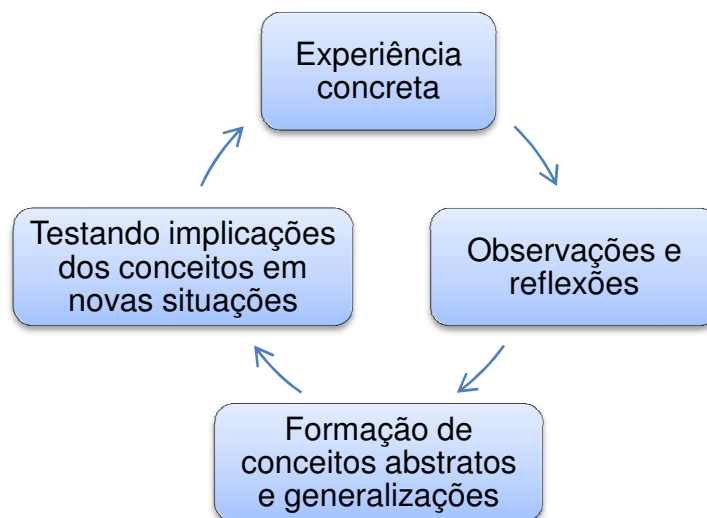 Experiência
concreta
Observações e
reflexões
Formação de
conceitos abstratos
e generalizações
Testando implicações
dos conceitos em
novas situações